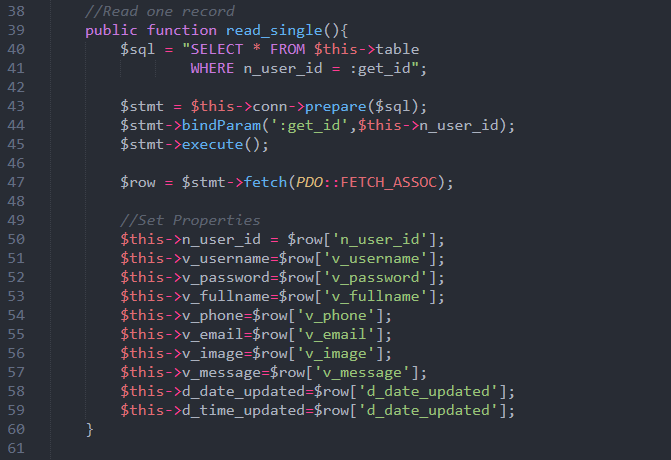 38 //Read one record
39 public function read_single(){
40 $sql = "SELECT * FROM $this->table
41 WHERE n_user_id = :get_id";
42
43 $stmt = $this->conn->prepare($sql);
44 $stmt->bindParam(':get_id',$this->n_user_id);
45 $stmt->execute();
46
47 $row = $stmt->fetch(PDO::FETCH_ASSOC);
48
49 //Set Properties
50 $this->n_user_id = $row['n_user_id'];
51 $this->v_username=$row['v_username'];
52 $this->v_password=$row['v_password'];
53 $this->v_fullname=$row['v_fullname'];
54 $this->v_phone=$row['v_phone'];
55 $this->v_email=$row['v_email'];
56 $this->v_image=$row['v_image'];
57 $this->v_message=$row['v_message'];
58 $this->d_date_updated=$row['d_date_updated'];
59 $this->d_time_updated=$row['d_date_updated'];
60 }
61